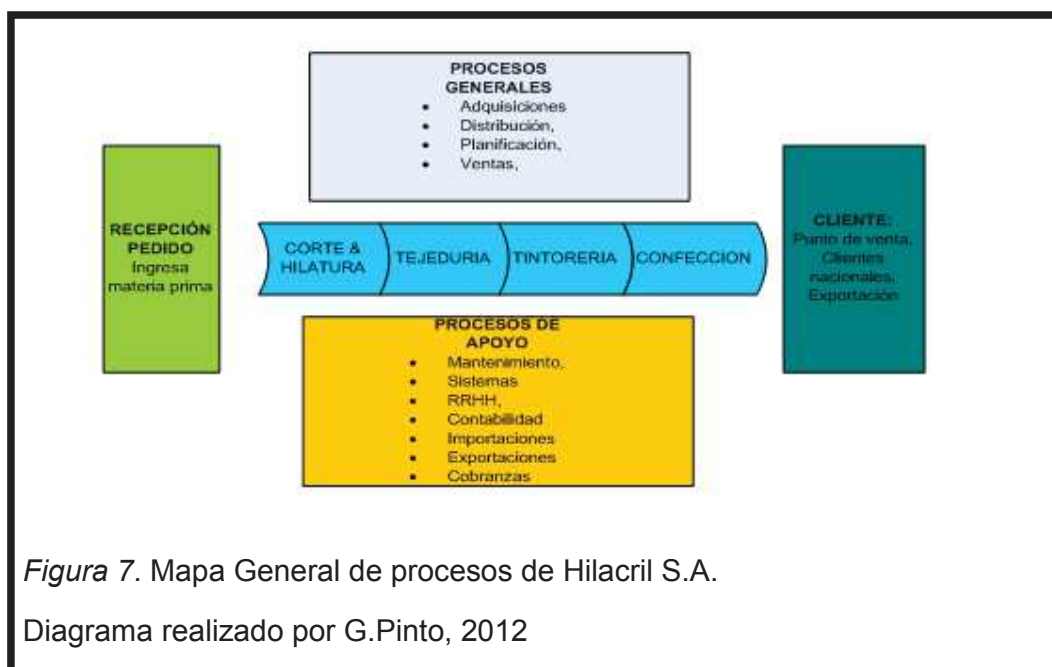 PROCESOS
GENERALES
• Adquisiciones
• Distribución,
• Planificación,
• Ventas,
RECEPCIÓN
PEDIDO
Ingresa
materia prima
CORTE &
HILATURA
TEJEDURIA
TINTORERIA
CONFECCION
CLIENTE:
Punto de venta,
Clientes
nacionales,
Exportación
PROCESOS DE
APOYO
• Mantenimiento,
• Sistemas
• RRHH,
• Contabilidad
• Importaciones
• Exportaciones
• Cobranzas
Figura 7. Mapa General de procesos de Hilacril S.A.
Diagrama realizado por G.Pinto, 2012